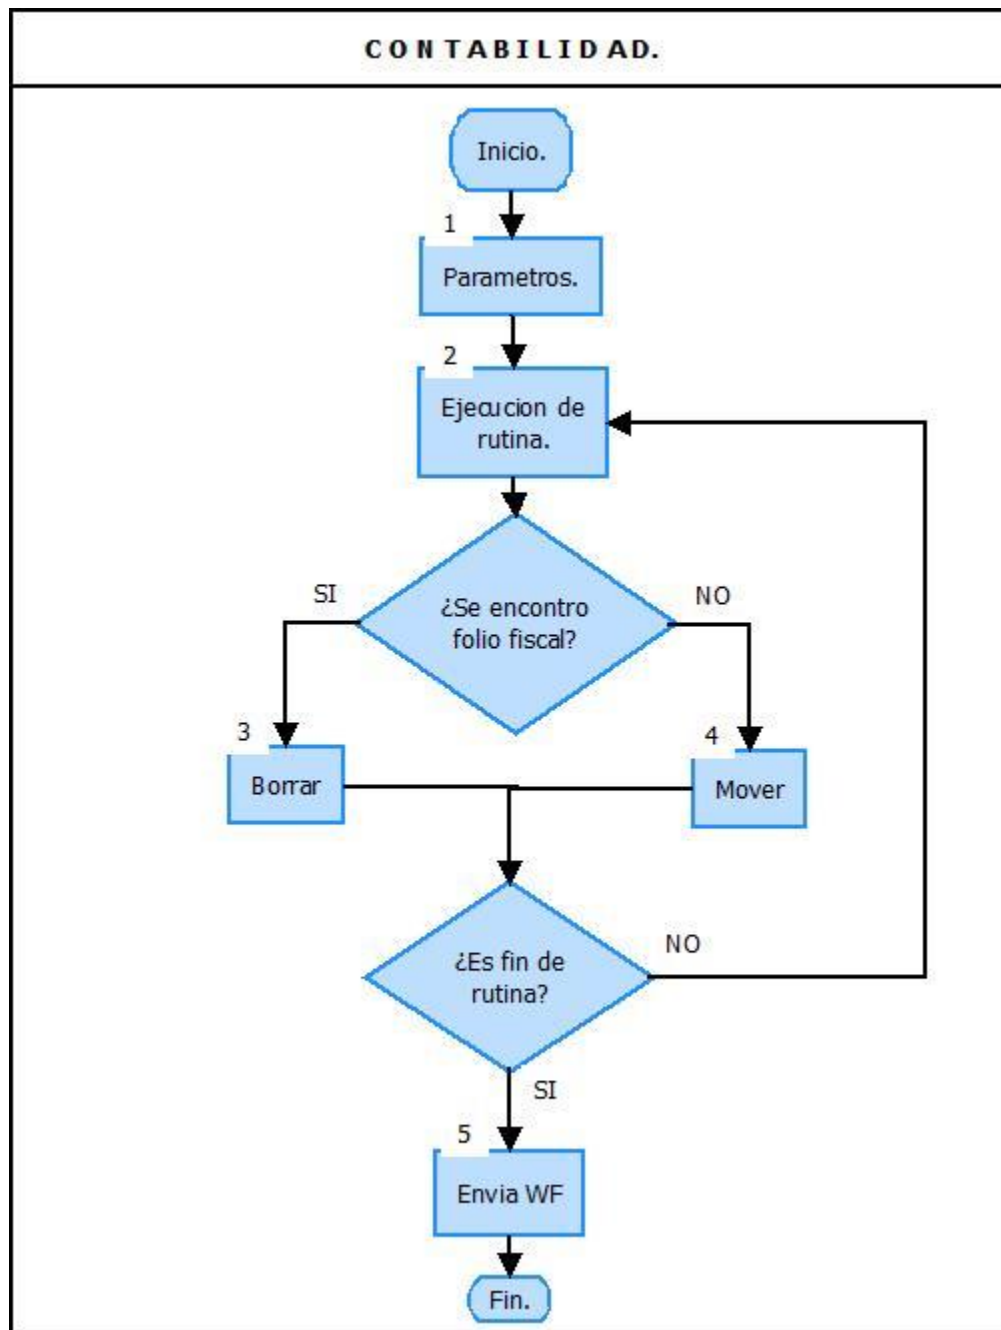 CONTABILIDAD.
Inicio.
1
Parametros.
2
Ejecucion de
rutina.
¿Se encontro
folio fiscal?
SI
NO
3
Borrar
4
Mover
¿Es fin de
rutina?
NO
SI
5
Envia WF
Fin.